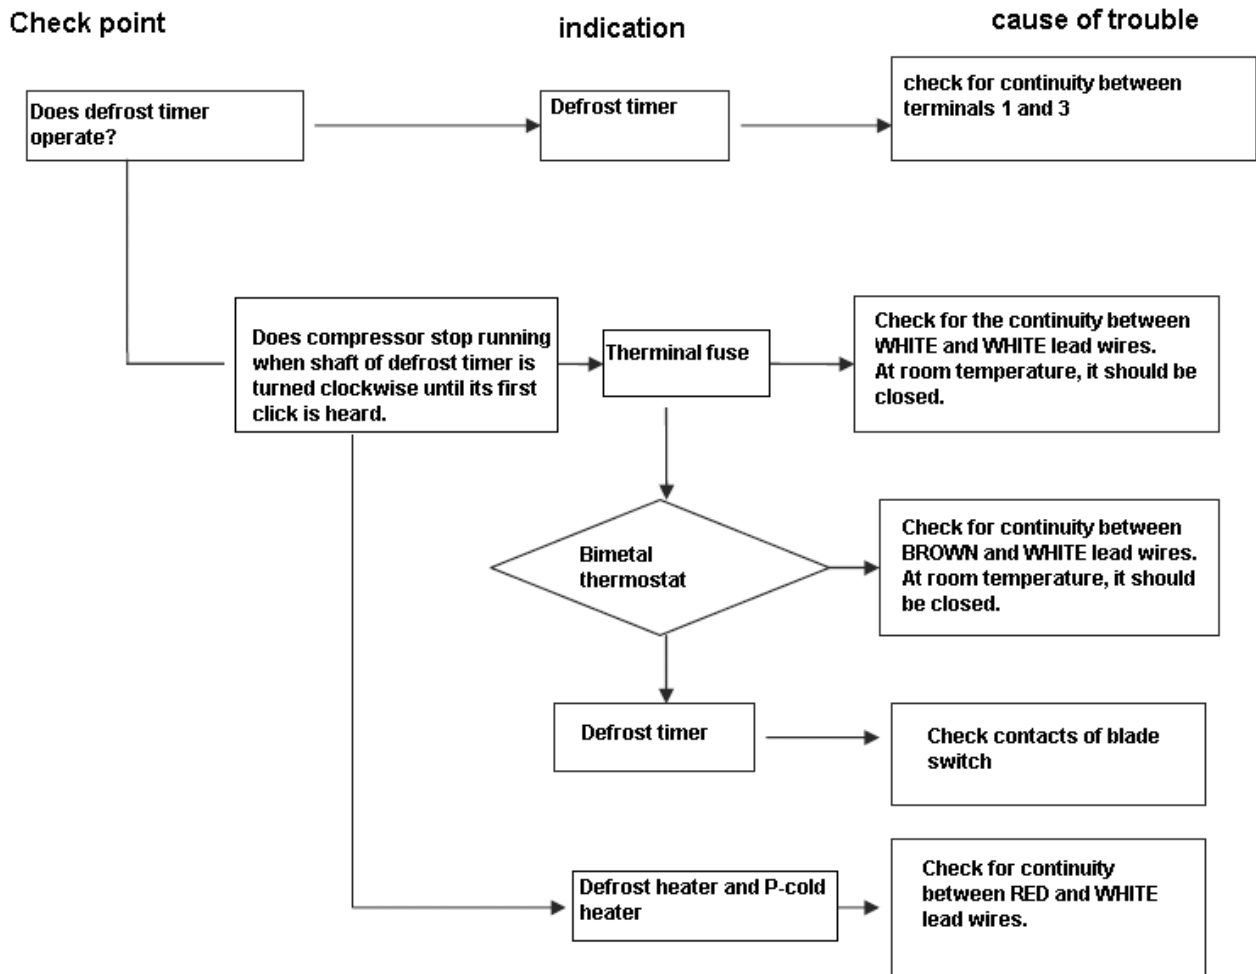 Check point
indication
cause of trouble
Does defrost timer
operate?
Defrost timer
check for continuity between
terminals 1 and 3
Does compressor stop running
when shaft of defrost timer is
turned clockwise until its first
click is heard.
Therminal fuse
Check for the continuity between
WHITE and WHITE lead wires.
At room temperature, it should be
closed.
Bimetal
thermostat
Check for continuity between
BROWN and WHITE lead wires.
At room temperature, it should
be closed.
Defrost timer
Check contacts of blade
switch
Defrost heater and P-cold
heater
Check for continuity
between RED and WHITE
lead wires.